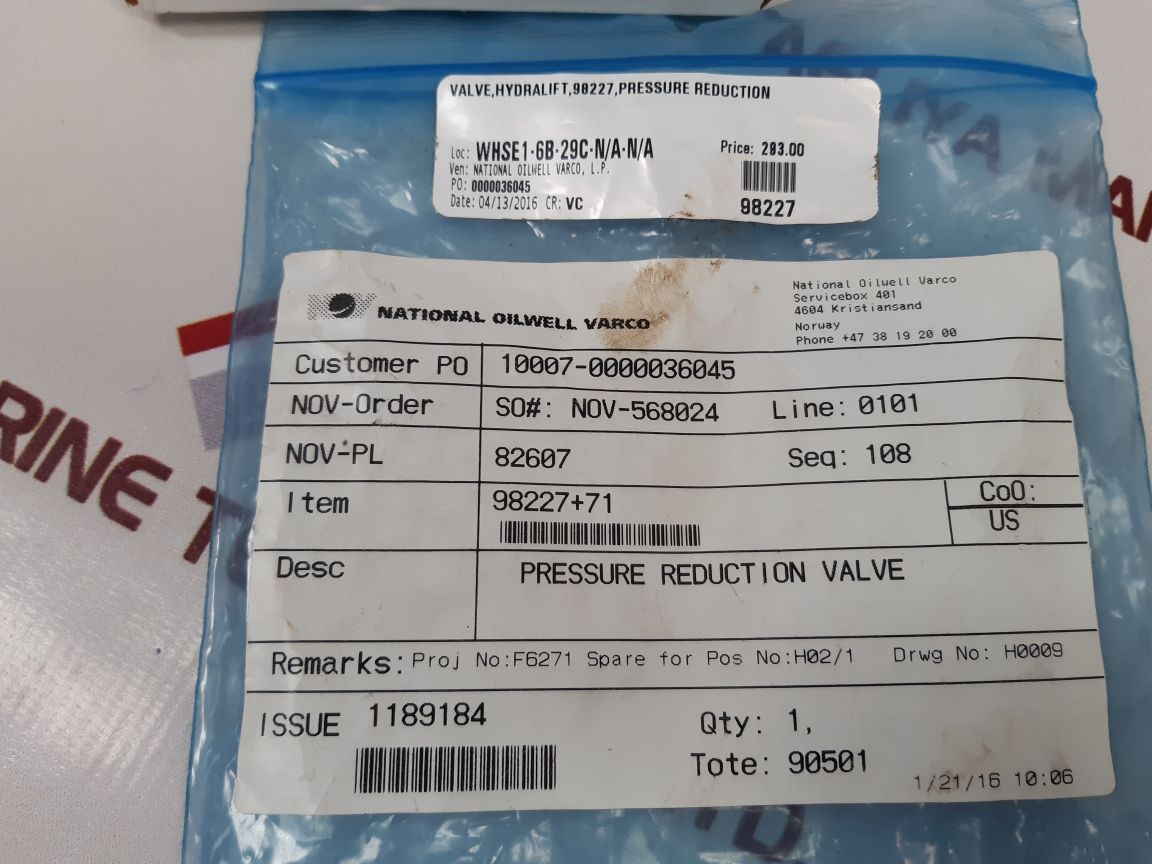 VALVE,HYDRALIFT,98227,PRESSURE REDUCTION
Loc: WHSE1-6B-29C-N/A-N/A Price: 283.00
Ven: NATIONAL OILWELL VARCO, L.P.
PO: 0000036045
Date: 04/13/2016 CR: VC 98227
NATIONAL OILWELL VARCO
National Oilwell Varco
Servicebox 401
4604 Kristiansand
Norway
Phone +47 38 19 20 00
Customer PO 10007-0000036045
NOV-Order SO#: NOV-568024 Line: 0101
NOV-PL 82607 Seq: 108
Item 98227+71 CoO:
US
Desc PRESSURE REDUCTION VALVE
Remarks: Proj No:F6271 Spare for Pos No:H02/1 Drwg No: H0009
ISSUE 1189184 Qty: 1,
Tote: 90501
1/21/16 10:06